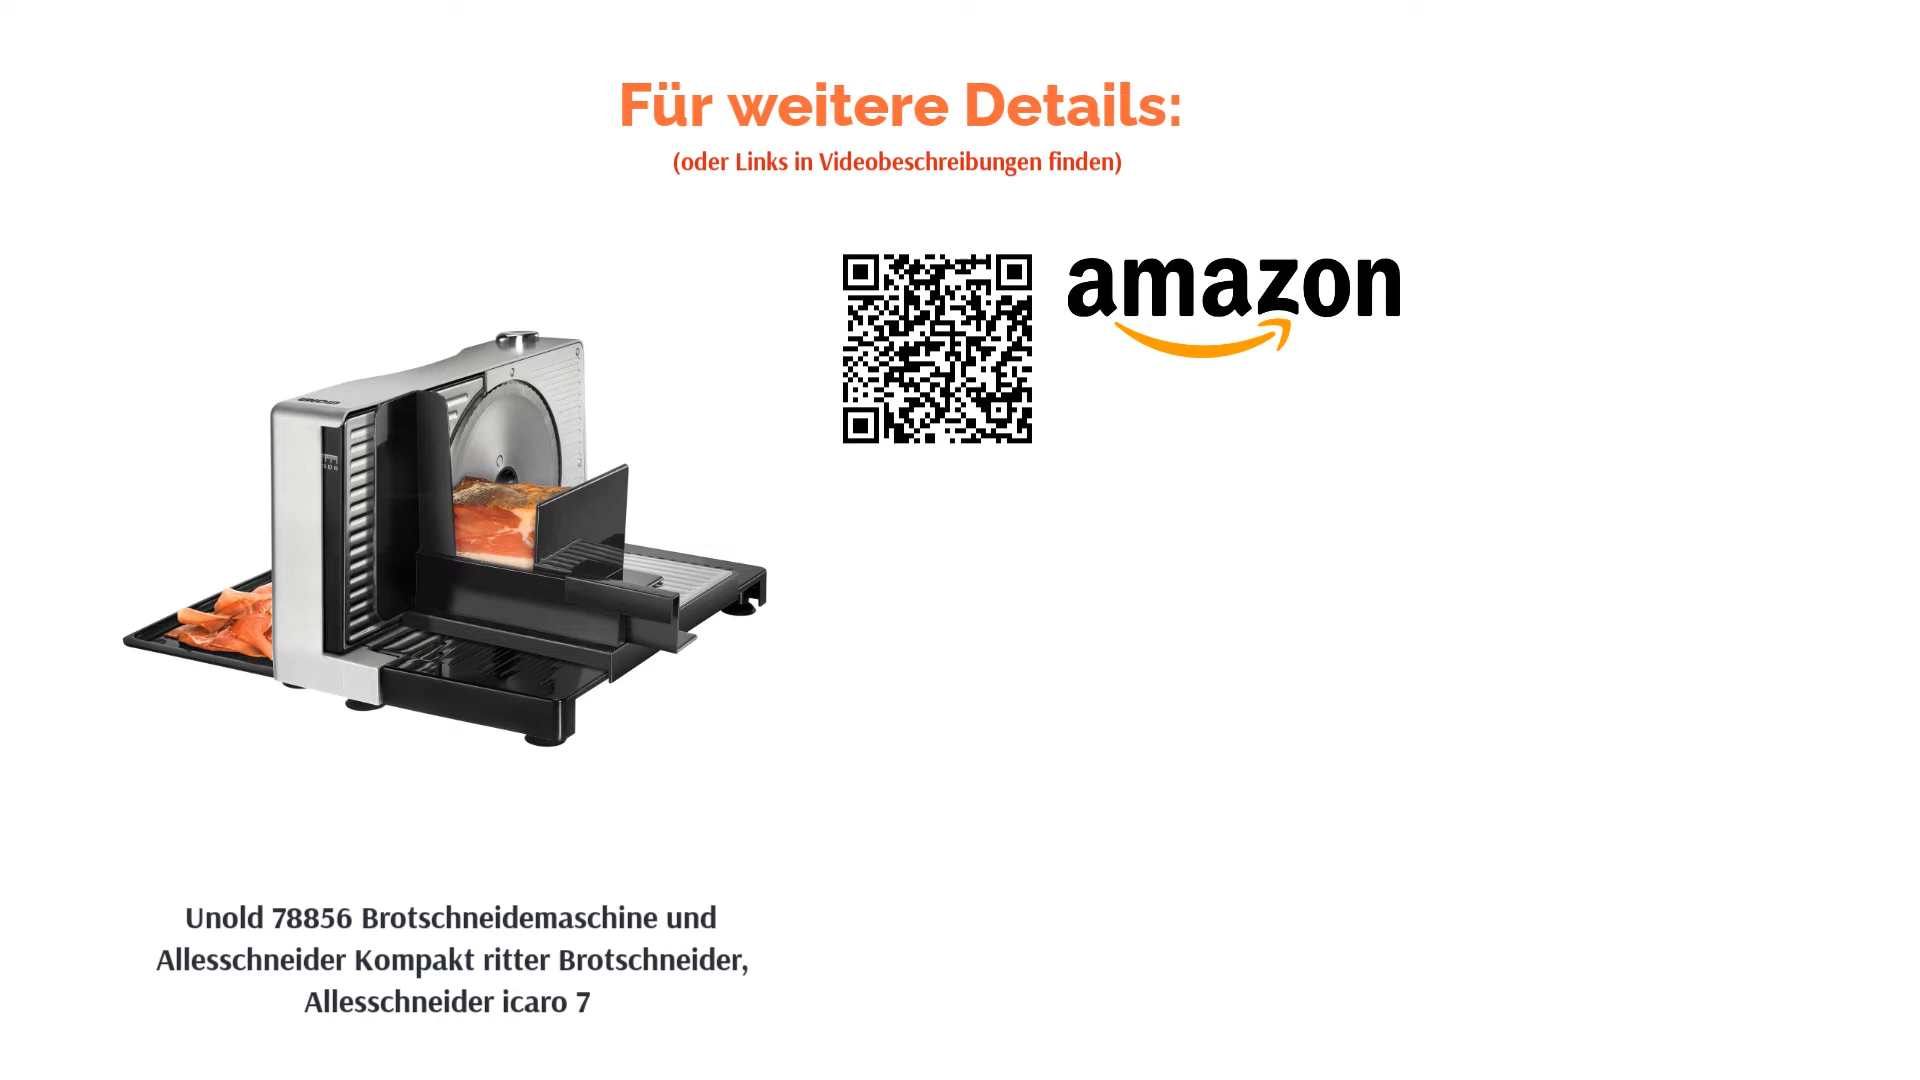 Für weitere Details:
(oder Links in Videobeschreibungen finden)
amazon
Unold 78856 Brotschneidemaschine und
Allesschneider Kompakt ritter Brotschneider,
Allesschneider icaro 7